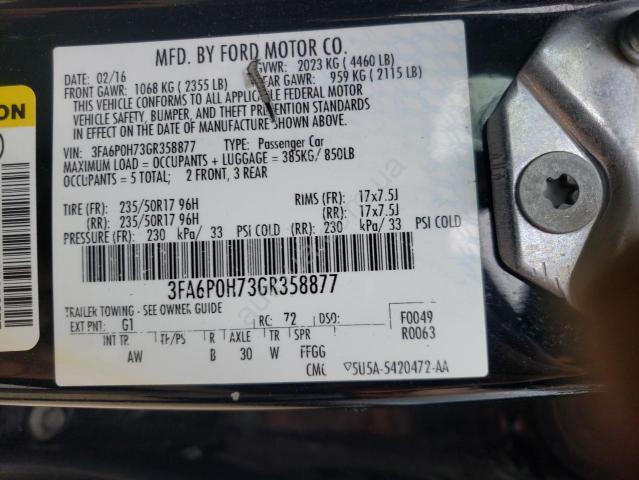 MFD. BY FORD MOTOR CO.
DATE: 02/16 GVWR: 2023 KG ( 4460 LB)
FRONT GAWR: 1068 KG ( 2355 LB) GAWR: 959 KG ( 2115 LB)
THIS VEHICLE CONFORMS TO ALL APPLICABLE FEDERAL MOTOR
VEHICLE SAFETY, BUMPER, AND THEFT PREVENTION STANDARDS
IN EFFECT ON THE DATE OF MANUFACTURE SHOWN ABOVE.
VIN: 3FA6P0H73GR358877 TYPE: Passenger Car
MAXIMUM LOAD = OCCUPANTS + LUGGAGE = 385KG/ 850LB
OCCUPANTS: = 5 TOTAL; 2 FRONT, 3 REAR
TIRE (FR): 235/50R17 96H RIMS (FR): 17x7.5J
(RR): 235/50R17 96H (RR): 17x7.5J
PRESSURE (FR): 230 kPa/ 33 PSI COLD (RR): 230 kPa/ 33 PSI COLD
3FA6P0H73GR358877
TRAILER TOWING - SEE OWNER GUIDE
EXT PNT: G1 RC: 72 DSO: F0049
INT TR TP/PS R AXLE TR SPR R0063
AW B 30 W FFGG
5U5A-5420472-AA
ON